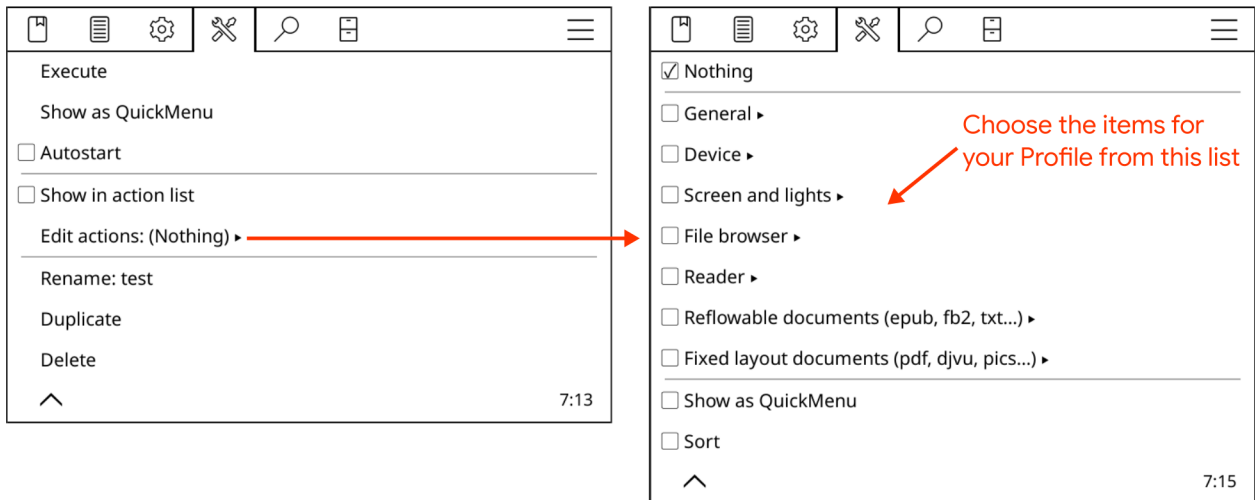 Execute
Show as QuickMenu
Autostart
Show in action list
Edit actions: (Nothing) ▸
Rename: test
Duplicate
Delete
7:13
Nothing
General ▸
Device ▸
Screen and lights ▸
File browser ▸
Reader ▸
Reflowable documents (epub, fb2, txt...) ▸
Fixed layout documents (pdf, djvu, pics...) ▸
Show as QuickMenu
Sort
7:15
Choose the items for
your Profile from this list